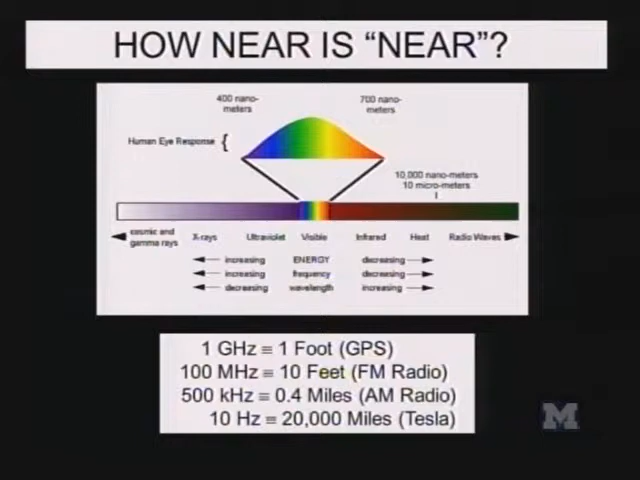 HOW NEAR IS “NEAR”?
400 nano-
meters
700 nano-
meters
Human Eye Response {
10,000 nano-meters
10 micro-meters
cosmic and
gamma rays
X-rays
Ultraviolet
Visible
Infrared
Heat
Radio Waves
increasing ENERGY decreasing
increasing frequency decreasing
decreasing wavelength increasing
1 GHz ≡ 1 Foot (GPS)
100 MHz ≡ 10 Feet (FM Radio)
500 kHz ≡ 0.4 Miles (AM Radio)
10 Hz ≡ 20,000 Miles (Tesla)
M